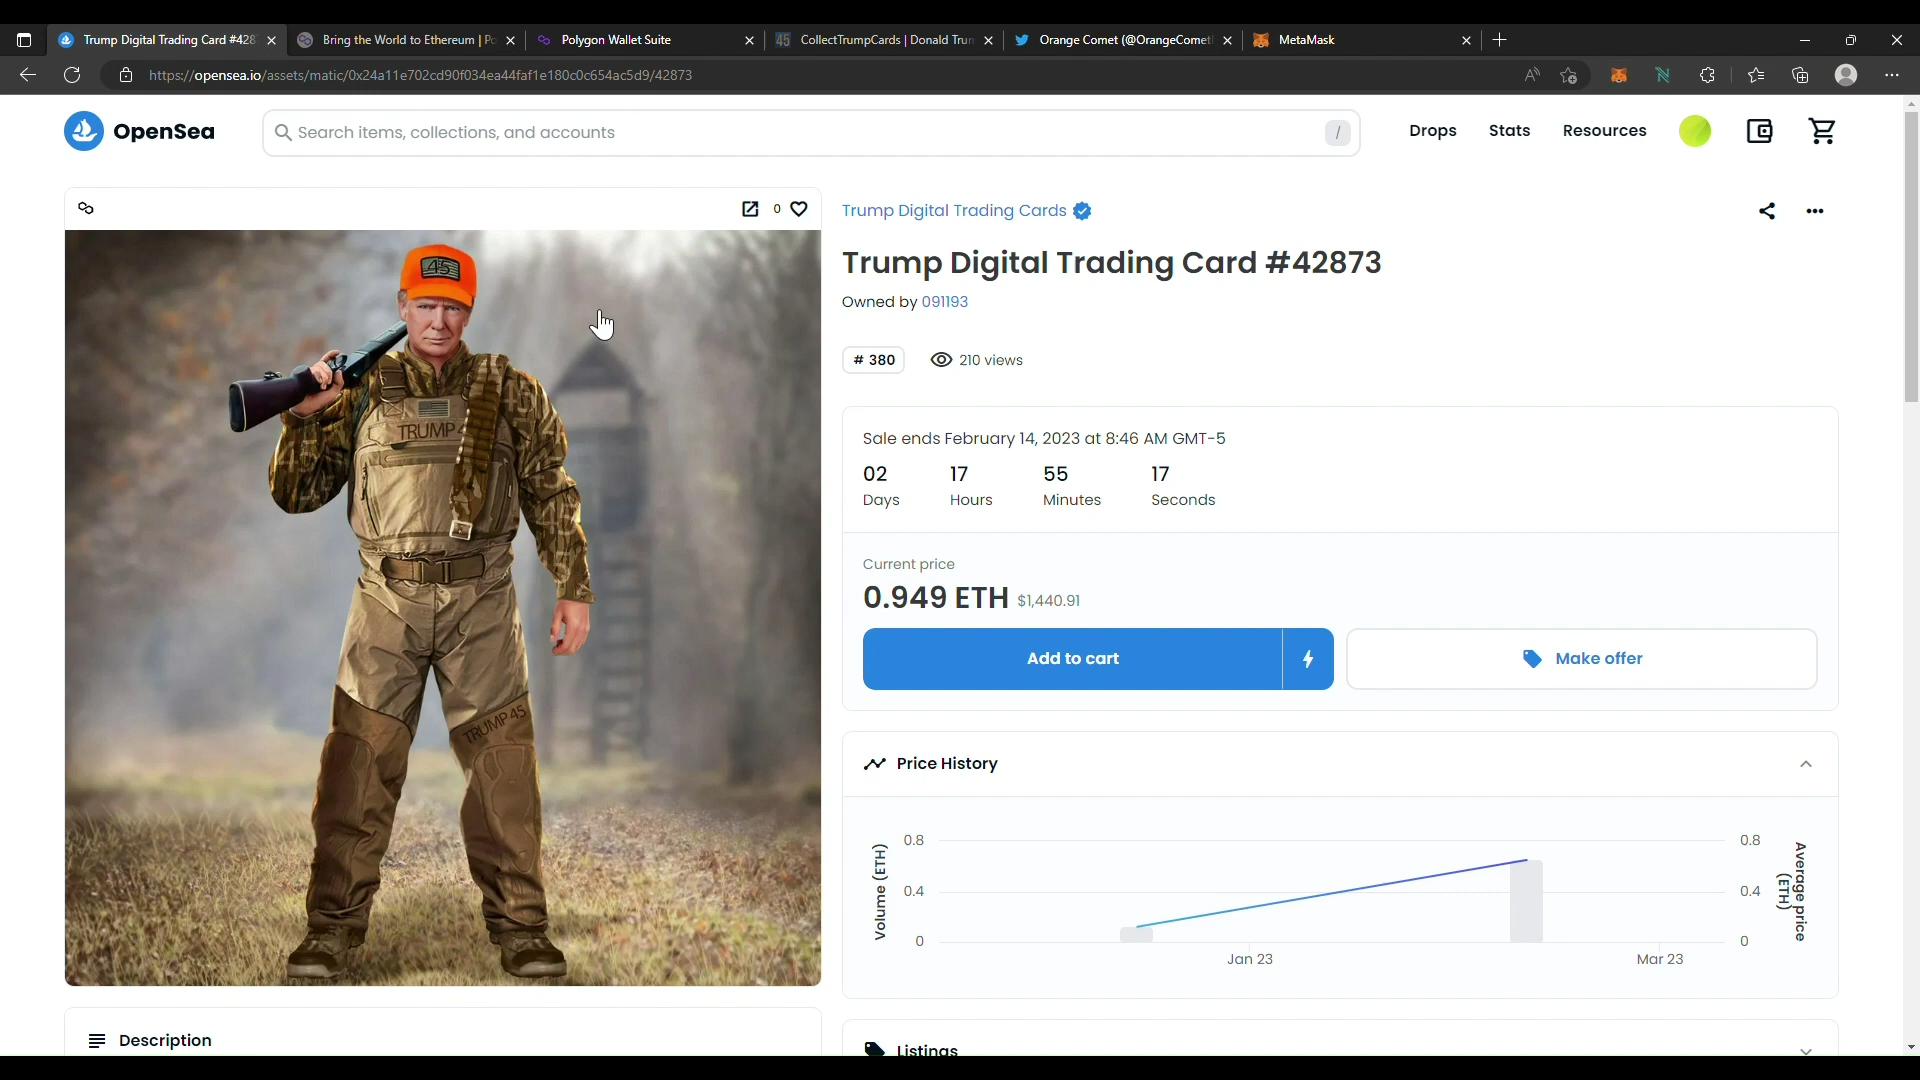 Trump Digital Trading Card #428
Bring the World to Ethereum | Po
Polygon Wallet Suite
45 CollectTrumpCards | Donald Trum
Orange Comet (@OrangeComet
MetaMask
https://opensea.io/assets/matic/0x24a11e702cd90f034ea44faf1e180c0c654ac5d9/42873
OpenSea
Search items, collections, and accounts
/
Drops
Stats
Resources
0
45
TRUMP4
TRUMP45
Description
Trump Digital Trading Cards
Trump Digital Trading Card #42873
Owned by 091193
# 380
210 views
Sale ends February 14, 2023 at 8:46 AM GMT-5
02 17 55 17
Days Hours Minutes Seconds
Current price
0.949 ETH $1,440.91
Add to cart
Make offer
Price History
Volume (ETH)
0.8
0.4
0
0.8
0.4
0
Average price
(ETH)
Jan 23
Mar 23
Listings